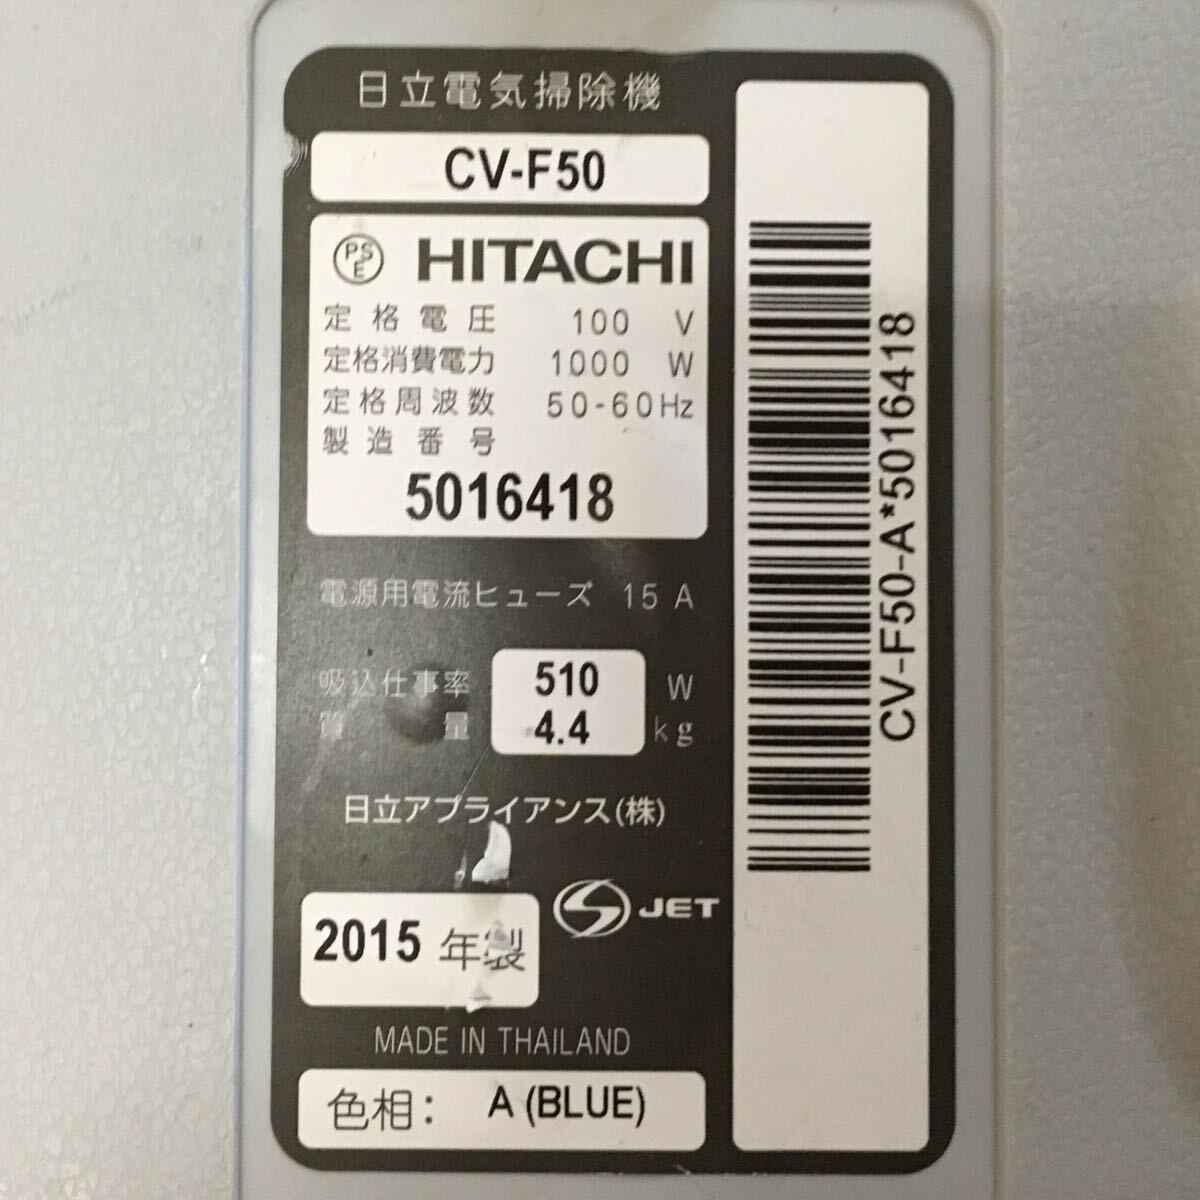 日立電気掃除機
CV-F50
PSE HITACHI
定格電圧 100 V
定格消費電力 1000 W
定格周波数 50-60Hz
製造番号
5016418
電源用電流ヒューズ 15 A
吸込仕事率 510 W
質量 4.4 kg
日立アプライアンス(株)
S JET
2015 年製
MADE IN THAILAND
色相: A (BLUE)
CV-F50-A*5016418